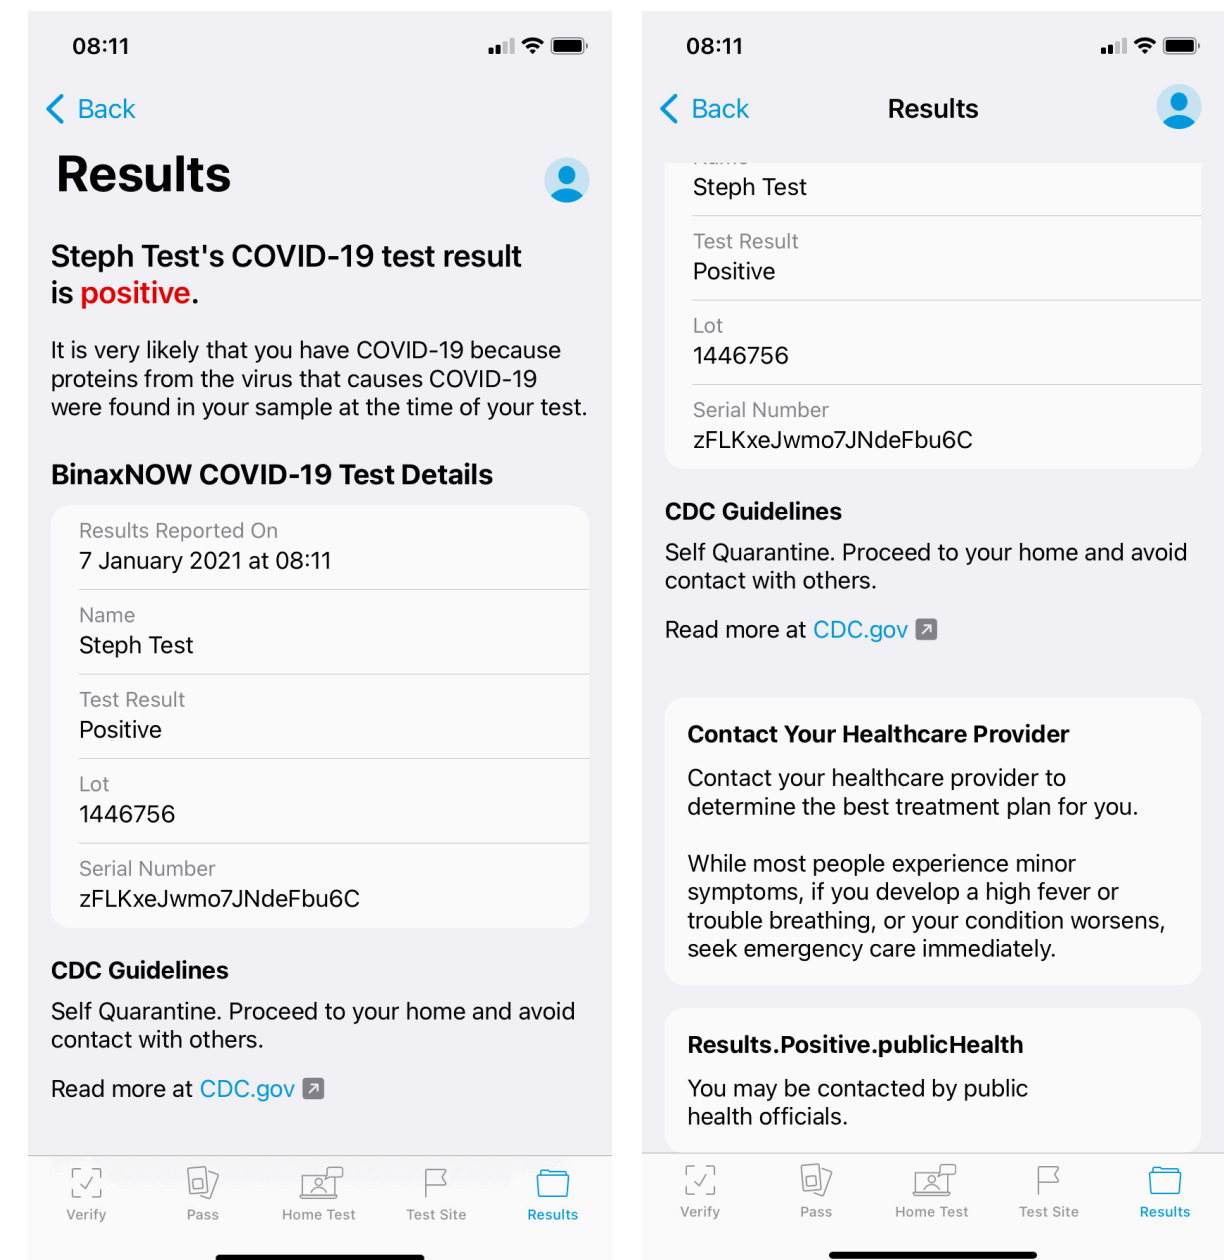 08:11
Back
Results
Steph Test's COVID-19 test result
is positive.
It is very likely that you have COVID-19 because
proteins from the virus that causes COVID-19
were found in your sample at the time of your test.
BinaxNOW COVID-19 Test Details
Results Reported On
7 January 2021 at 08:11
Name
Steph Test
Test Result
Positive
Lot
1446756
Serial Number
zFLKxeJwmo7JNdeFbu6C
CDC Guidelines
Self Quarantine. Proceed to your home and avoid
contact with others.
Read more at CDC.gov
Verify
Pass
Home Test
Test Site
Results
08:11
Back
Results
Name
Steph Test
Test Result
Positive
Lot
1446756
Serial Number
zFLKxeJwmo7JNdeFbu6C
CDC Guidelines
Self Quarantine. Proceed to your home and avoid
contact with others.
Read more at CDC.gov
Contact Your Healthcare Provider
Contact your healthcare provider to
determine the best treatment plan for you.
While most people experience minor
symptoms, if you develop a high fever or
trouble breathing, or your condition worsens,
seek emergency care immediately.
Results.Positive.publicHealth
You may be contacted by public
health officials.
Verify
Pass
Home Test
Test Site
Results